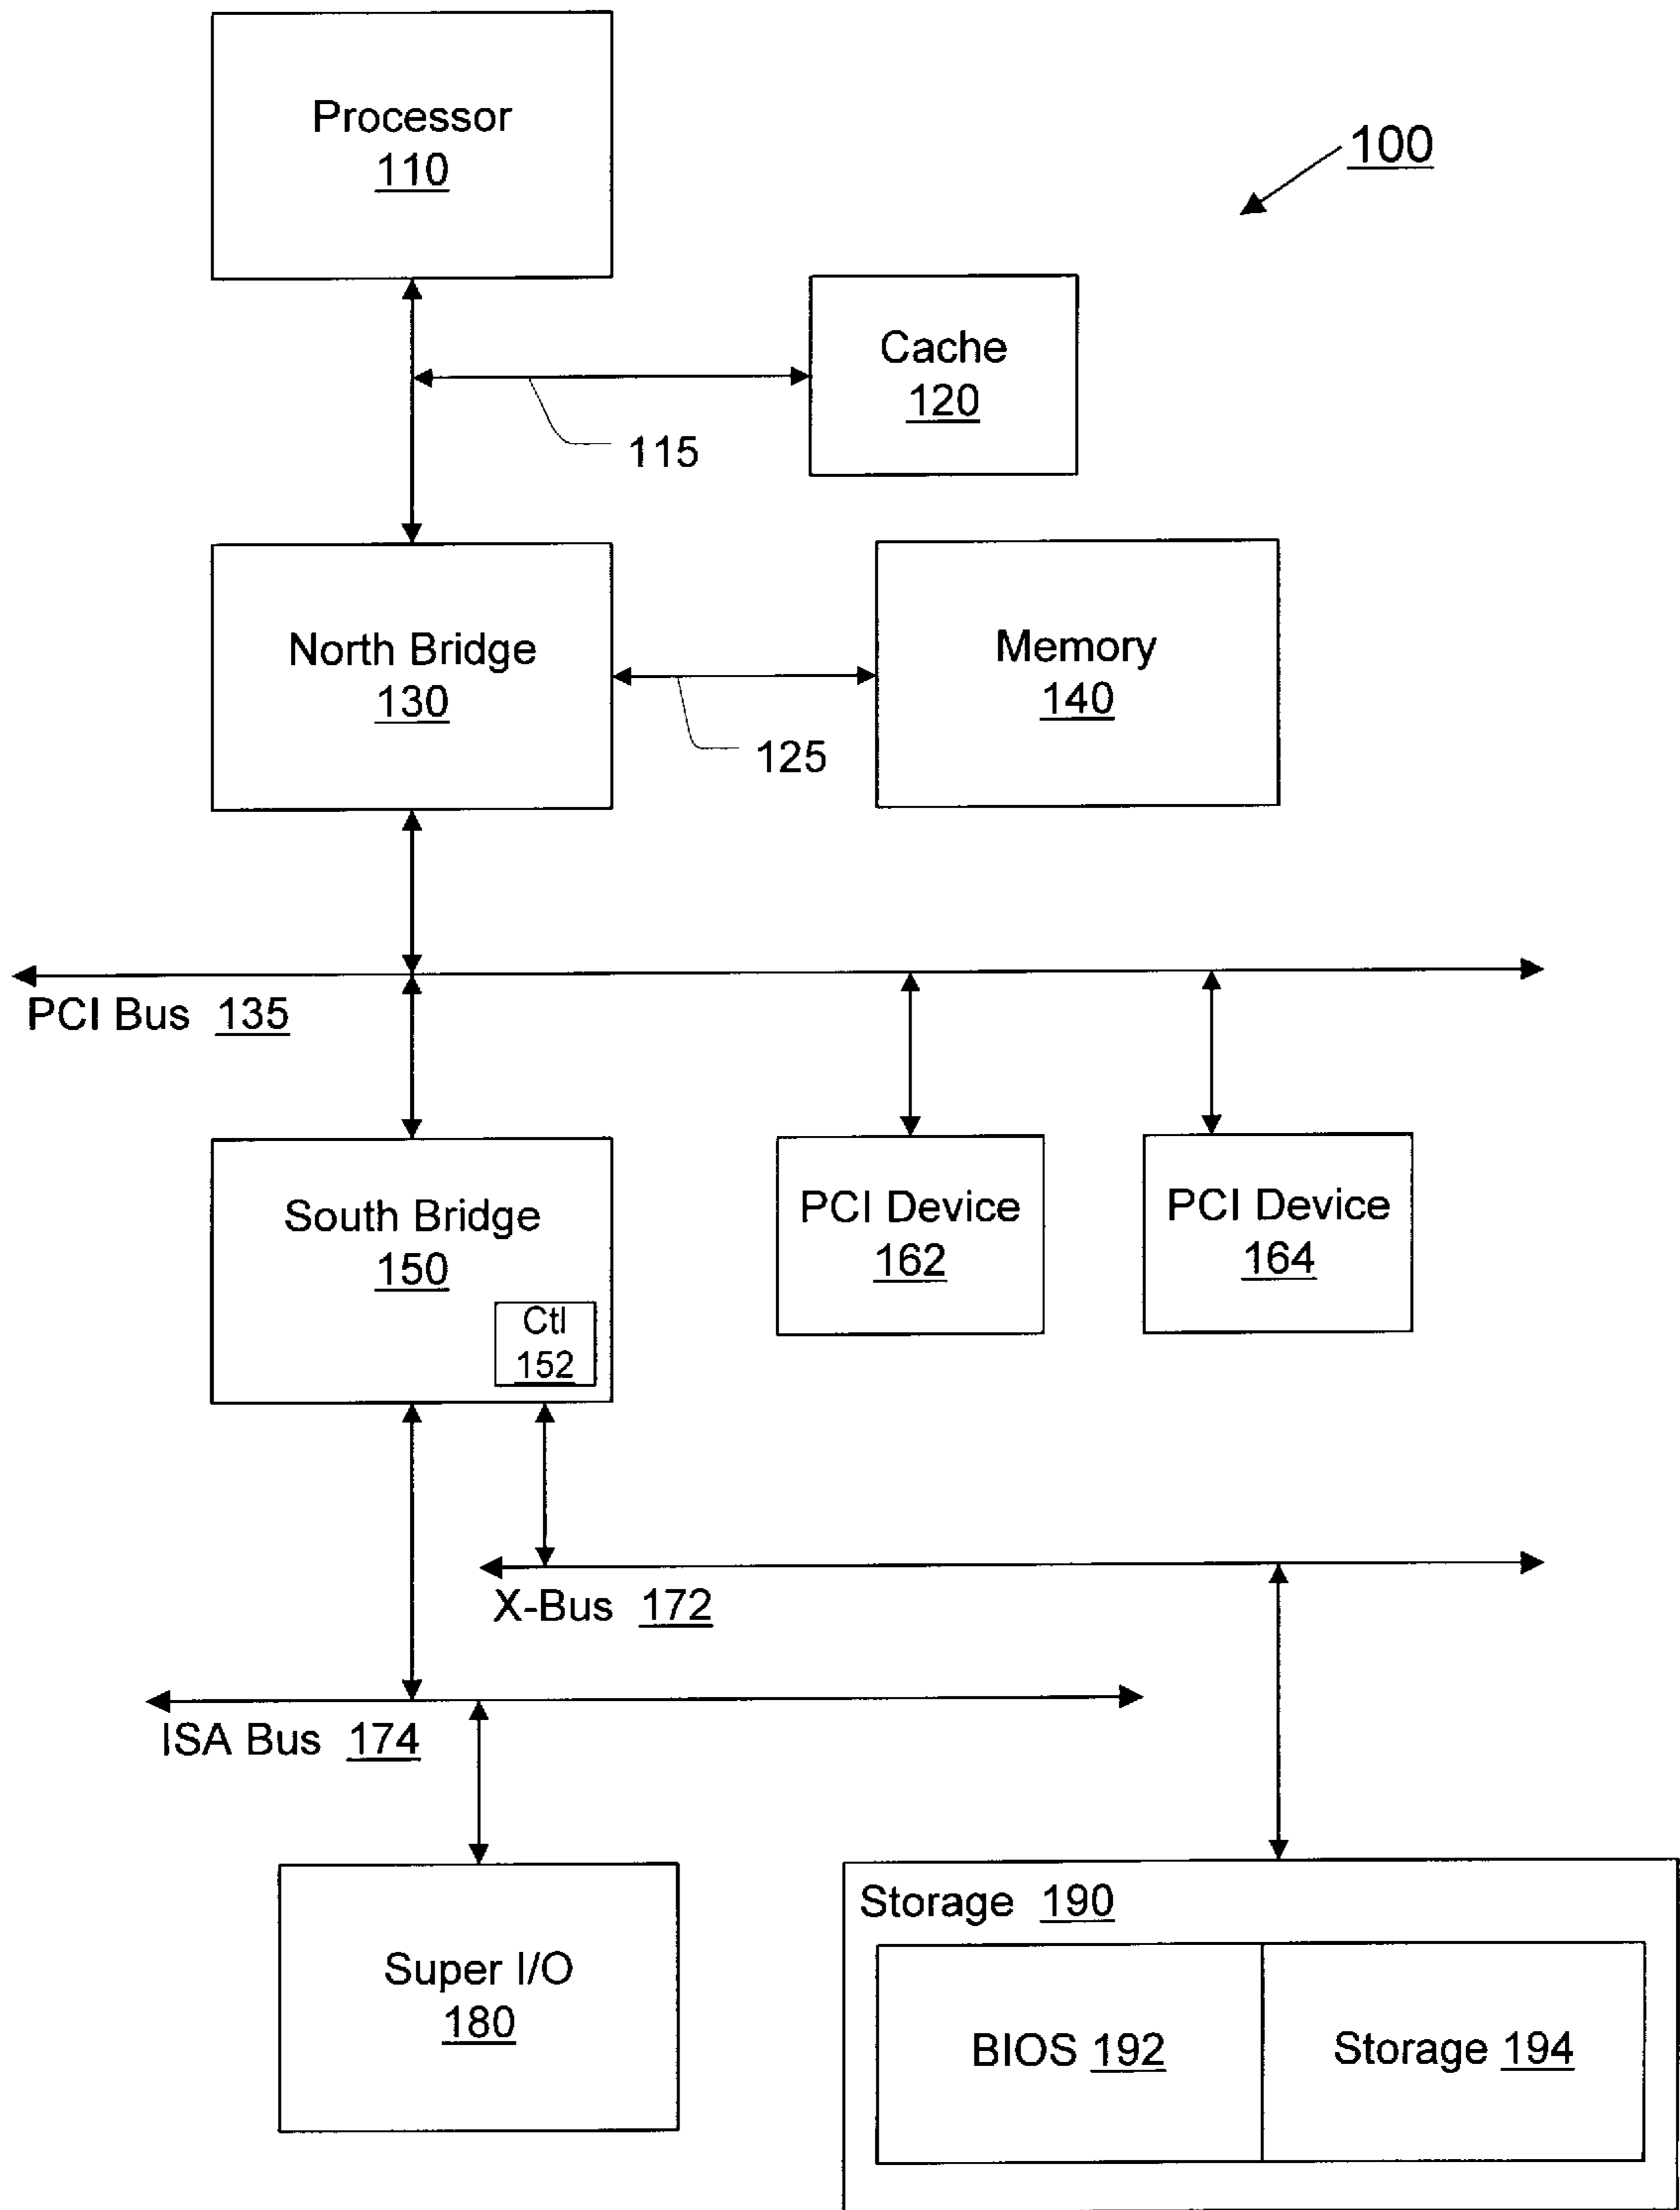 Processor
110
100
Cache
120
115
North Bridge
130
Memory
140
125
PCI Bus 135
South Bridge
150
Ctl
152
PCI Device
162
PCI Device
164
X-Bus 172
ISA Bus 174
Super I/O
180
Storage 190
BIOS 192
Storage 194